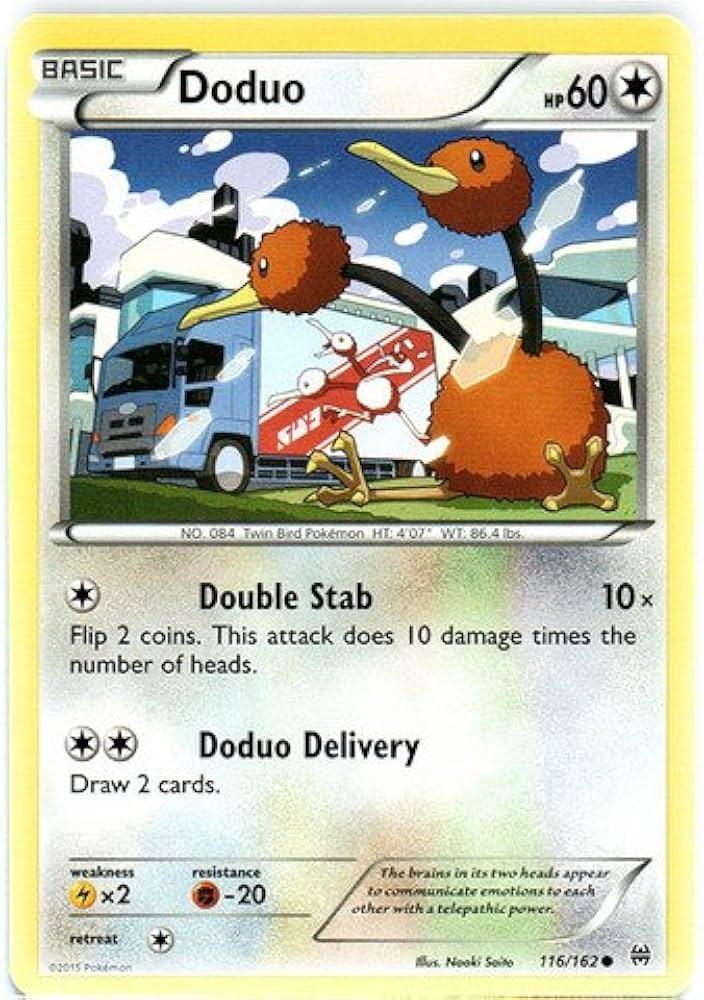 BASIC
Doduo
HP60
NO. 084 Twin Bird Pokémon HT: 4'07" WT: 86.4 lbs.
Double Stab 10×
Flip 2 coins. This attack does 10 damage times the
number of heads.
Doduo Delivery
Draw 2 cards.
weakness resistance
×2 -20
The brains in its two heads appear
to communicate emotions to each
other with a telepathic power.
retreat
©2015 Pokémon Illus. Naoki Saito 116/162